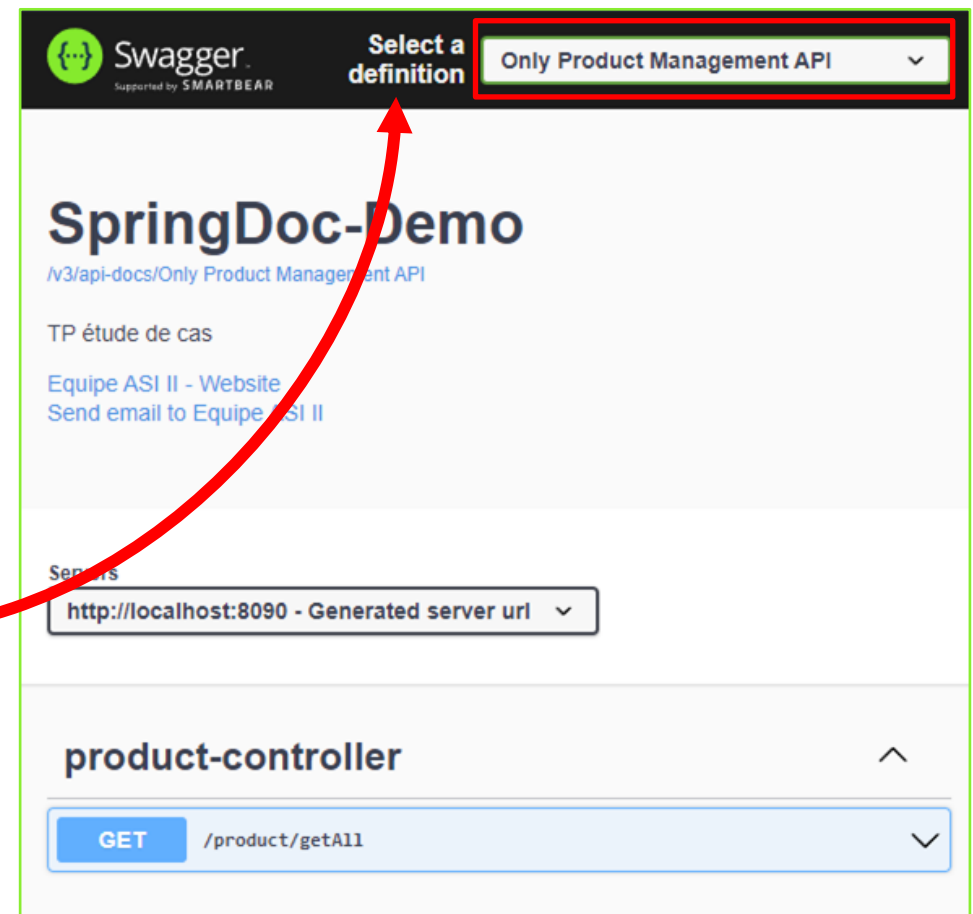 Swagger.
Supported by SMARTBEAR
Select a
definition
Only Product Management API
SpringDoc-Demo
/v3/api-docs/Only Product Management API
TP étude de cas
Equipe ASI II - Website
Send email to Equipe ASI II
Servers
http://localhost:8090 - Generated server url
product-controller
GET /product/getAll